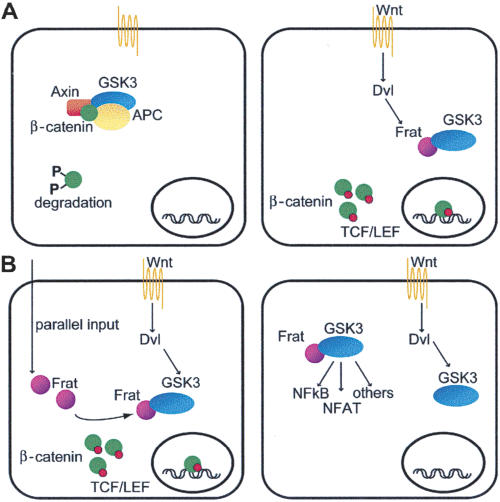 A
GSK3
Axin
β-catenin
APC
P
P
degradation
Wnt
Dvl
Frat
GSK3
β-catenin
TCF/LEF
B
Wnt
parallel input
Dvl
Frat
GSK3
Frat
β-catenin
TCF/LEF
Wnt
Frat
GSK3
Dvl
NFkB
NFAT
others
GSK3